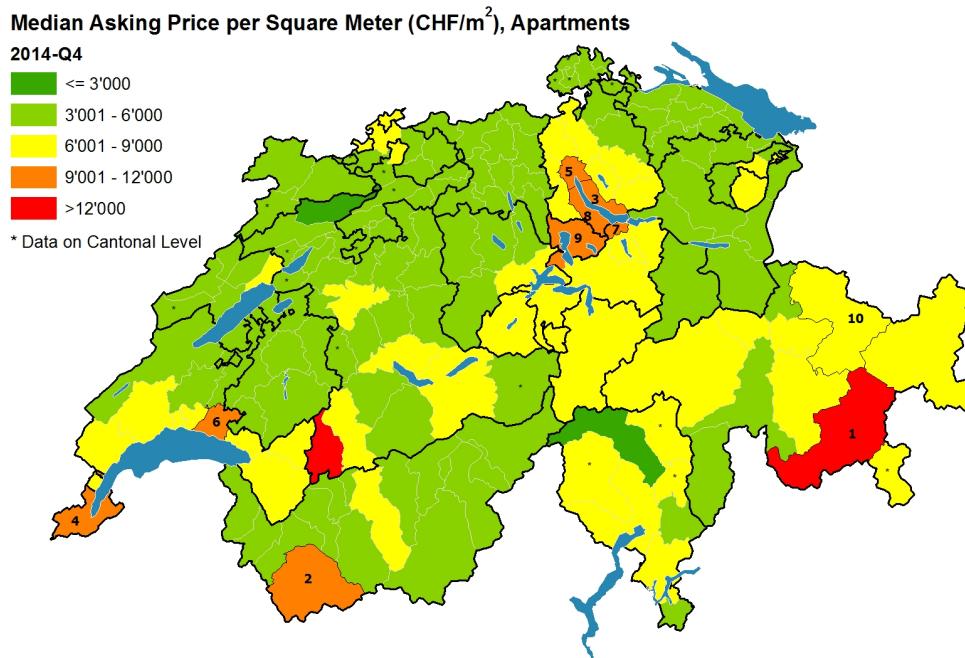 Median Asking Price per Square Meter (CHF/m²), Apartments
2014-Q4
<= 3'000
3'001 - 6'000
6'001 - 9'000
9'001 - 12'000
>12'000
* Data on Cantonal Level
5
3
8
7
9
10
6
1
4
2